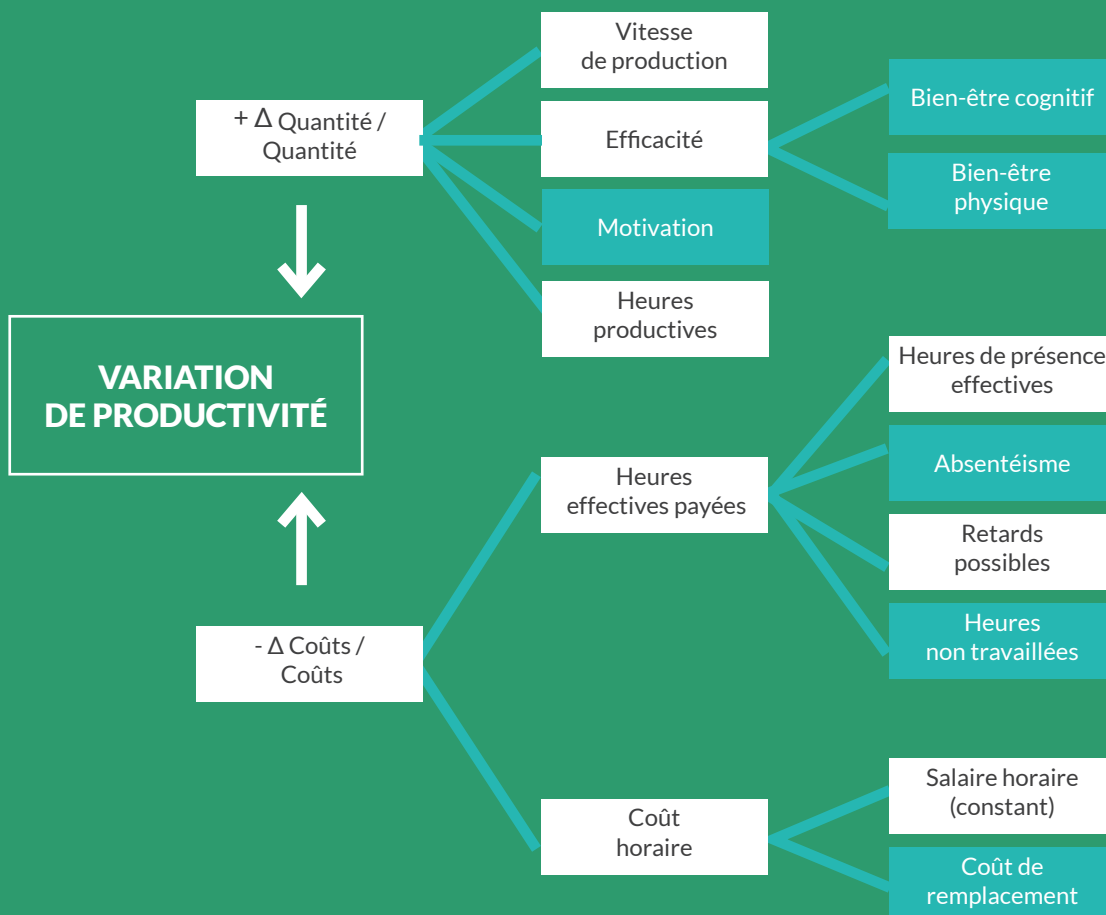 + Δ Quantité /
Quantité
VARIATION
DE PRODUCTIVITÉ
- Δ Coûts /
Coûts
Vitesse
de production
Efficacité
Motivation
Heures
productives
Heures
effectives payées
Coût
horaire
Bien-être cognitif
Bien-être
physique
Heures de présence
effectives
Absentéisme
Retards
possibles
Heures
non travaillées
Salaire horaire
(constant)
Coût de
remplacement